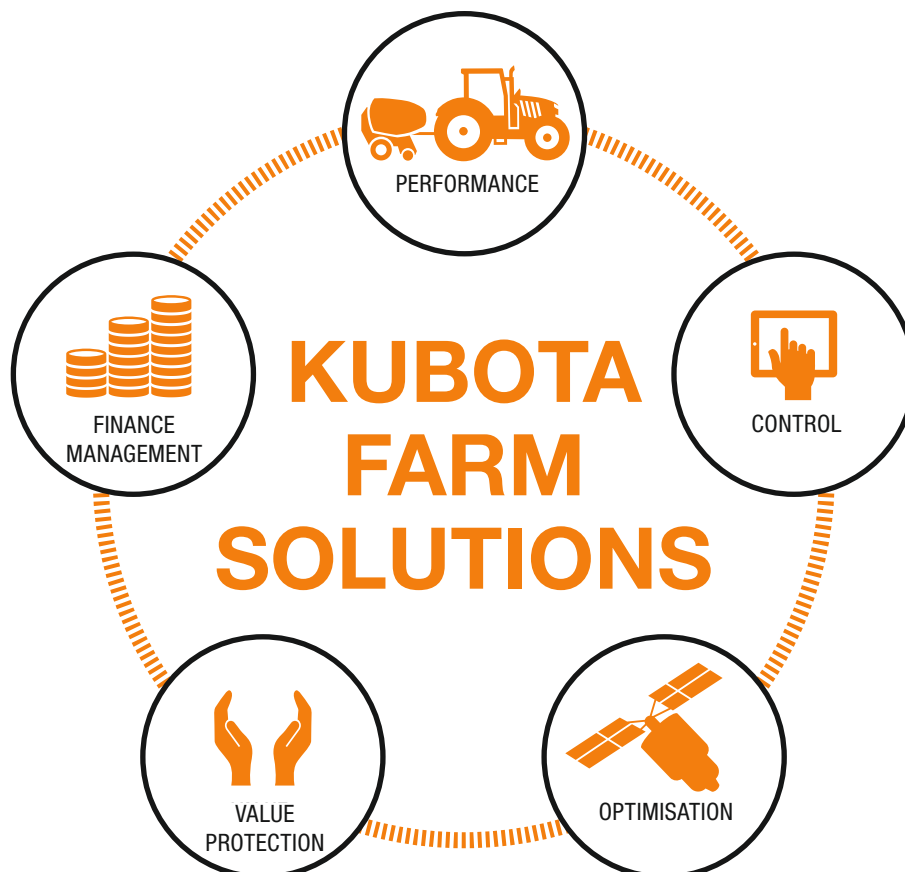 PERFORMANCE
CONTROL
OPTIMISATION
VALUE
PROTECTION
FINANCE
MANAGEMENT
KUBOTA
FARM
SOLUTIONS